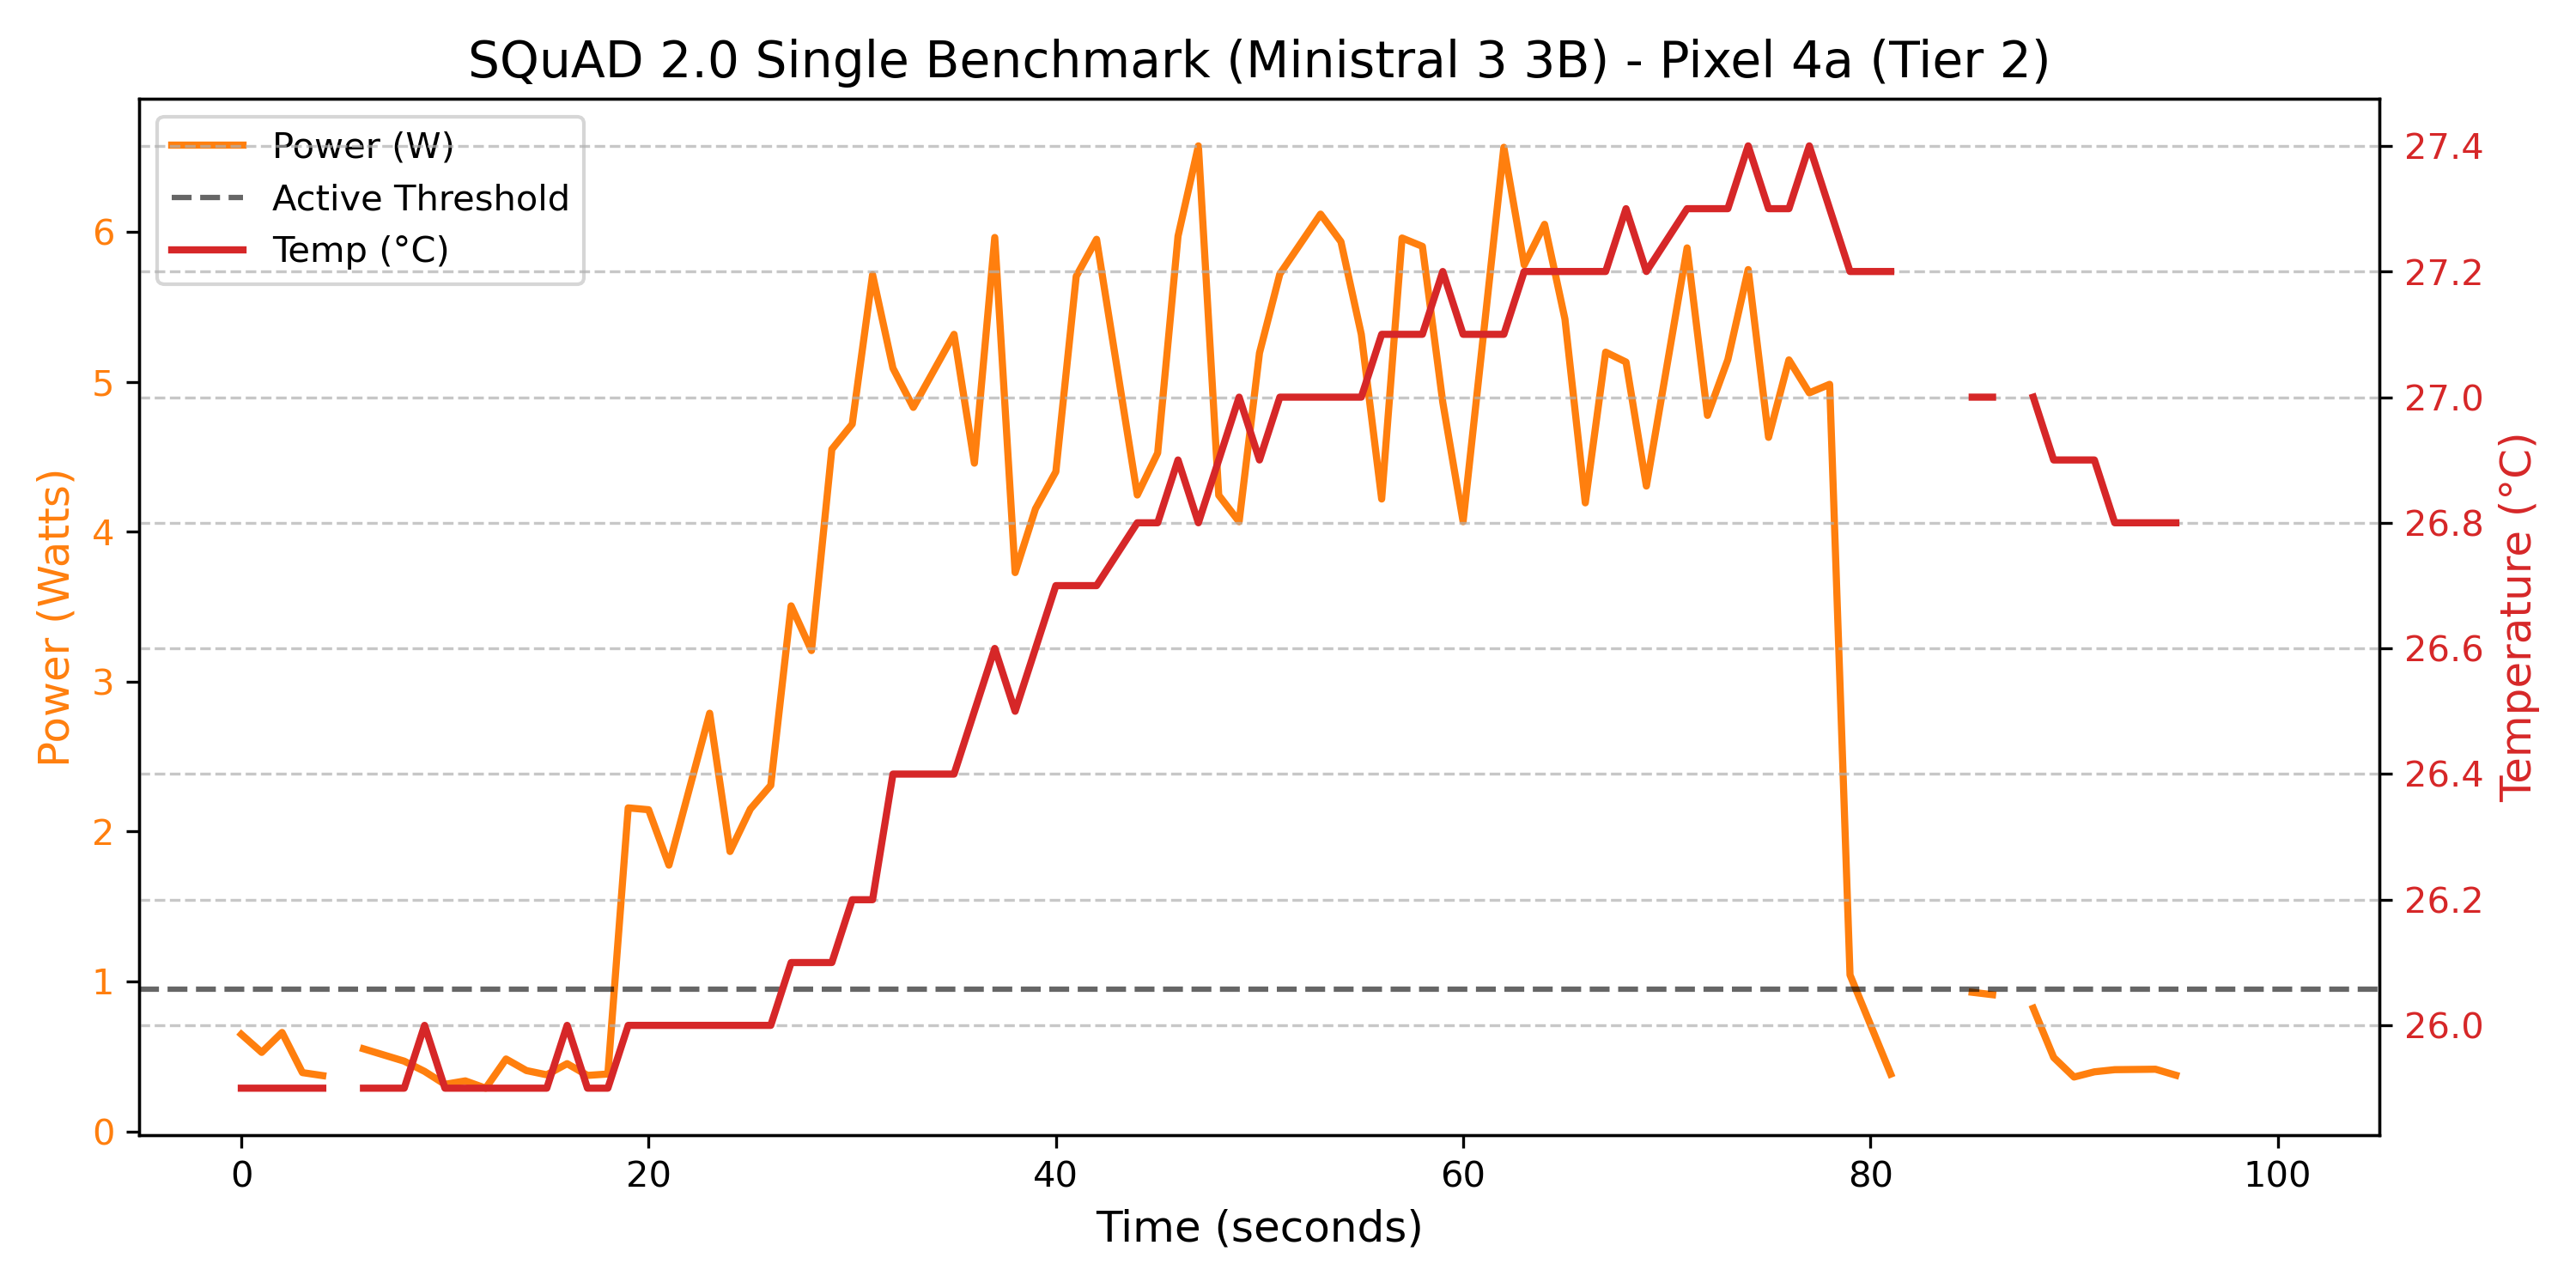 SQuAD 2.0 Single Benchmark (Ministral 3 3B) - Pixel 4a (Tier 2)
Power (W)
Active Threshold
Temp (°C)
Power (Watts)
6
5
4
3
2
1
0
27.4
27.2
27.0
26.8
26.6
26.4
26.2
26.0
Temperature (°C)
0 20 40 60 80 100
Time (seconds)